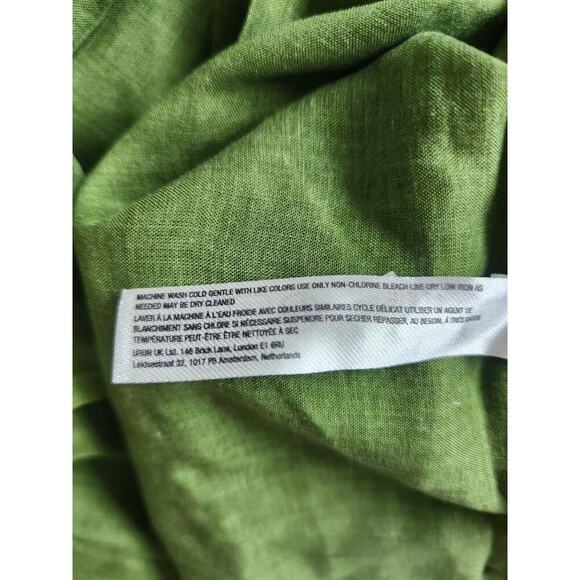 MACHINE WASH COLD GENTLE WITH LIKE COLORS USE ONLY NON-CHLORINE BLEACH LINE DRY LOW IRON AS
NEEDED MAY BE DRY CLEANED
LAVER À LA MACHINE À L'EAU FROIDE AVEC COULEURS SIMILAIRES CYCLE DÉLICAT UTILISER UN AGENT DE
BLANCHIMENT SANS CHLORE SI NÉCESSAIRE SUSPENDRE POUR SECHER REPASSER, AU BESOIN, À TRÈS BASSE
TEMPÉRATURE PEUT-ÊTRE ÊTRE NETTOYÉE À SEC
URBN UK Ltd. 146 Brick Lane, London E1 6RU
Leidsestraat 32, 1017 PB Amsterdam, Netherlands